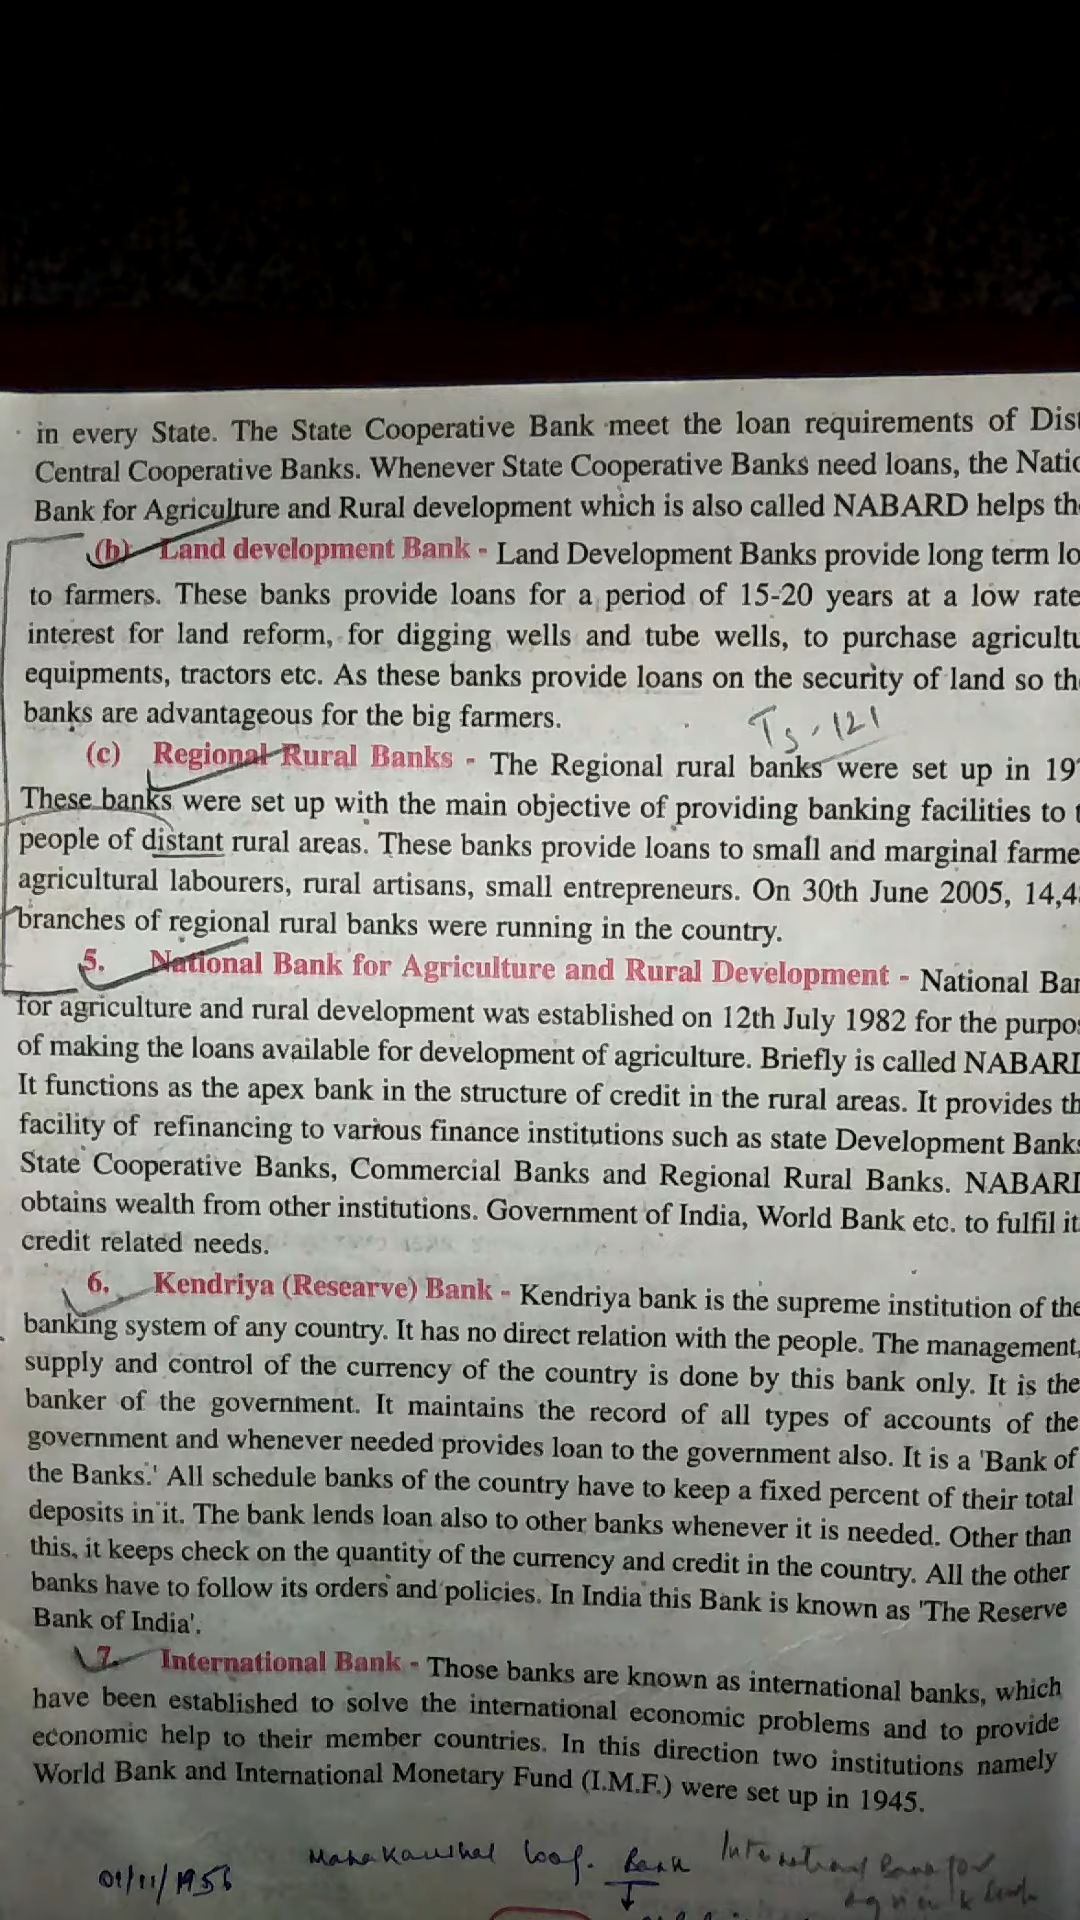 in every State. The State Cooperative Bank meet the loan requirements of Dist
Central Cooperative Banks. Whenever State Cooperative Banks need loans, the Natio
Bank for Agriculture and Rural development which is also called NABARD helps th
(b) Land development Bank - Land Development Banks provide long term lo
to farmers. These banks provide loans for a period of 15-20 years at a low rate
interest for land reform, for digging wells and tube wells, to purchase agricultu
equipments, tractors etc. As these banks provide loans on the security of land so th
banks are advantageous for the big farmers.
Ts. 121
(c) Regional Rural Banks - The Regional rural banks were set up in 19
These banks were set up with the main objective of providing banking facilities to t
people of distant rural areas. These banks provide loans to small and marginal farme
agricultural labourers, rural artisans, small entrepreneurs. On 30th June 2005, 14,4
branches of regional rural banks were running in the country.
5. National Bank for Agriculture and Rural Development - National Ban
for agriculture and rural development was established on 12th July 1982 for the purpos
of making the loans available for development of agriculture. Briefly is called NABARD
It functions as the apex bank in the structure of credit in the rural areas. It provides th
facility of refinancing to various finance institutions such as state Development Banks
State Cooperative Banks, Commercial Banks and Regional Rural Banks. NABARD
obtains wealth from other institutions. Government of India, World Bank etc. to fulfil it
credit related needs.
6. Kendriya (Researve) Bank - Kendriya bank is the supreme institution of the
banking system of any country. It has no direct relation with the people. The management,
supply and control of the currency of the country is done by this bank only. It is the
banker of the government. It maintains the record of all types of accounts of the
government and whenever needed provides loan to the government also. It is a 'Bank of
the Banks.' All schedule banks of the country have to keep a fixed percent of their total
deposits in it. The bank lends loan also to other banks whenever it is needed. Other than
this, it keeps check on the quantity of the currency and credit in the country. All the other
banks have to follow its orders and policies. In India this Bank is known as 'The Reserve
Bank of India'.
7. International Bank - Those banks are known as international banks, which
have been established to solve the international economic problems and to provide
economic help to their member countries. In this direction two institutions namely
World Bank and International Monetary Fund (I.M.F.) were set up in 1945.
01/11/1956 Mahakaushal Bank